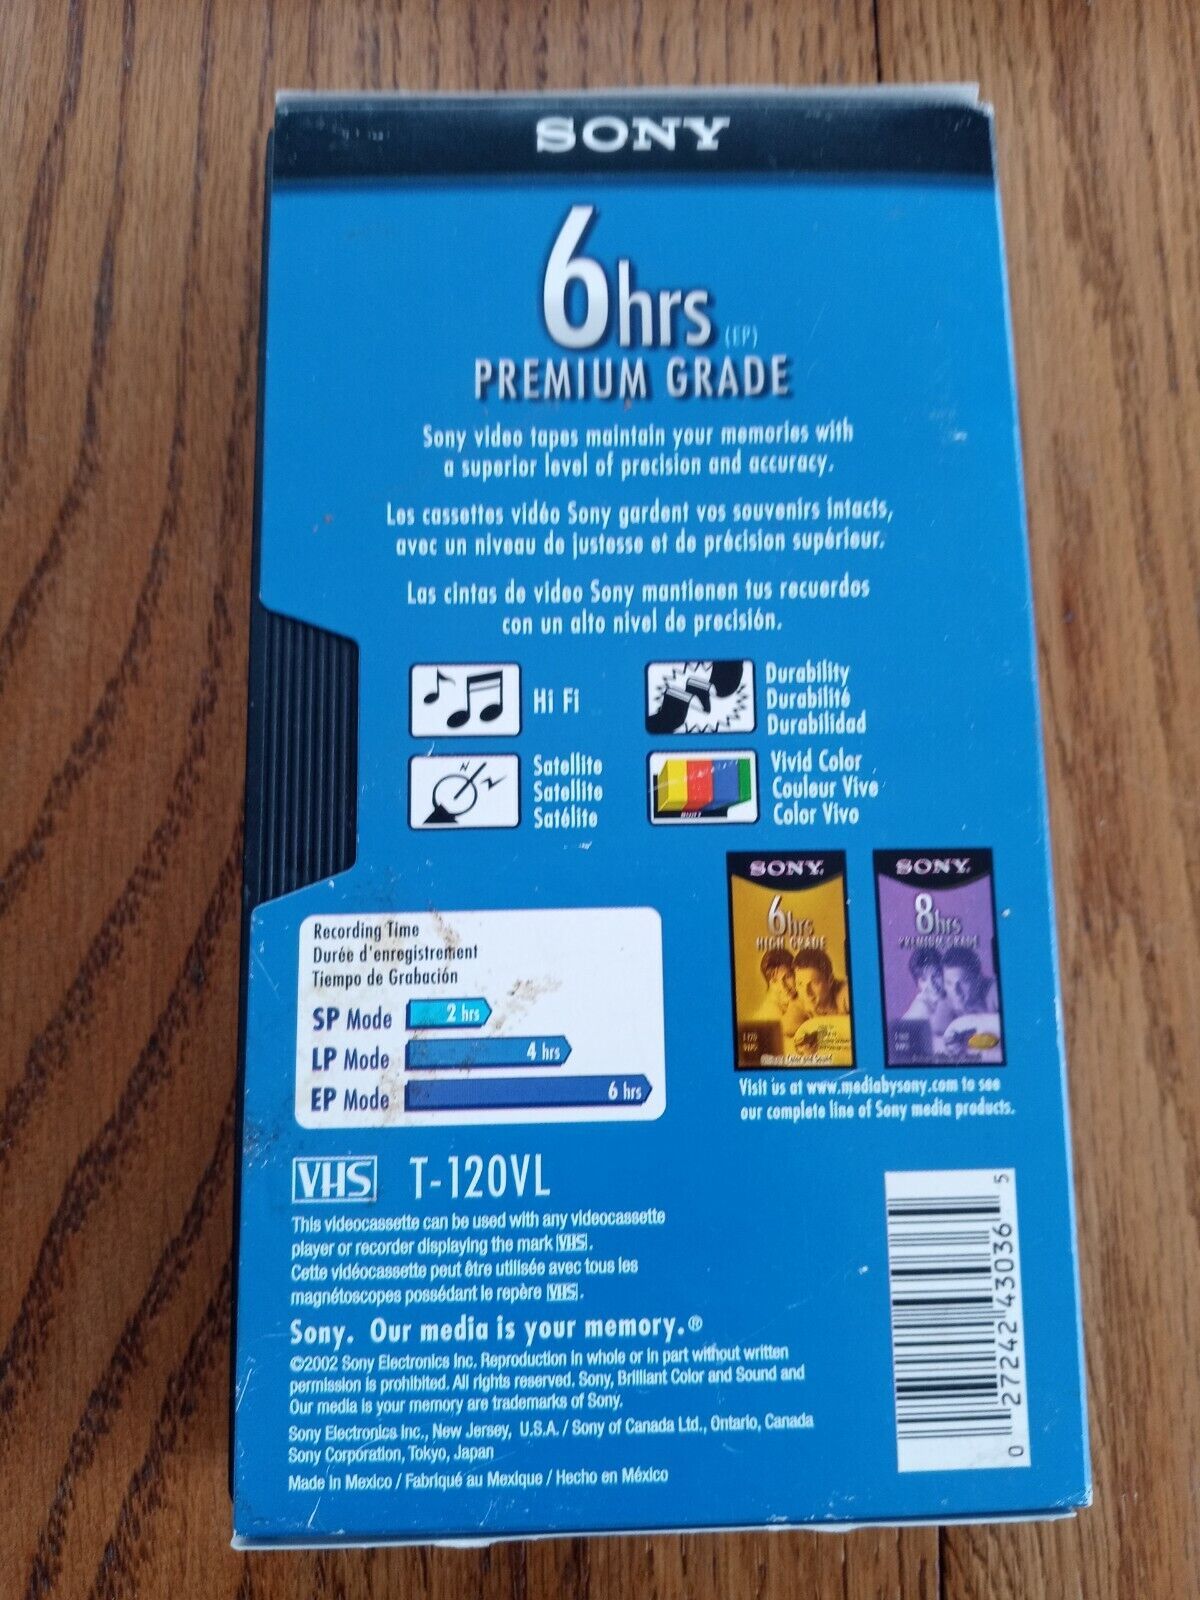 SONY
6hrs (EP)
PREMIUM GRADE
Sony video tapes maintain your memories with
a superior level of precision and accuracy.
Les cassettes vidéo Sony gardent vos souvenirs intacts,
avec un niveau de justesse et de précision supérieur.
Las cintas de video Sony mantienen tus recuerdos
con un alto nivel de precisión.
Hi Fi
Durability
Durabilité
Durabilidad
Satellite
Satellite
Satélite
Vivid Color
Couleur Vive
Color Vivo
SONY.
6hrs
HIGH GRADE
SONY.
8hrs
PREMIUM GRADE
Visit us at www.mediabysony.com to see
our complete line of Sony media products.
Recording Time
Durée d'enregistrement
Tiempo de Grabación
SP Mode 2 hrs
LP Mode 4 hrs
EP Mode 6 hrs
VHS T-120VL
This videocassette can be used with any videocassette
player or recorder displaying the mark VHS.
Cette vidéocassette peut être utilisée avec tous les
magnétoscopes possédant le repère VHS.
Sony. Our media is your memory.®
©2002 Sony Electronics Inc. Reproduction in whole or in part without written
permission is prohibited. All rights reserved. Sony, Brilliant Color and Sound and
Our media is your memory are trademarks of Sony.
Sony Electronics Inc., New Jersey, U.S.A. / Sony of Canada Ltd., Ontario, Canada
Sony Corporation, Tokyo, Japan
Made in Mexico / Fabriqué au Mexique / Hecho en México
0 27242 43036 5